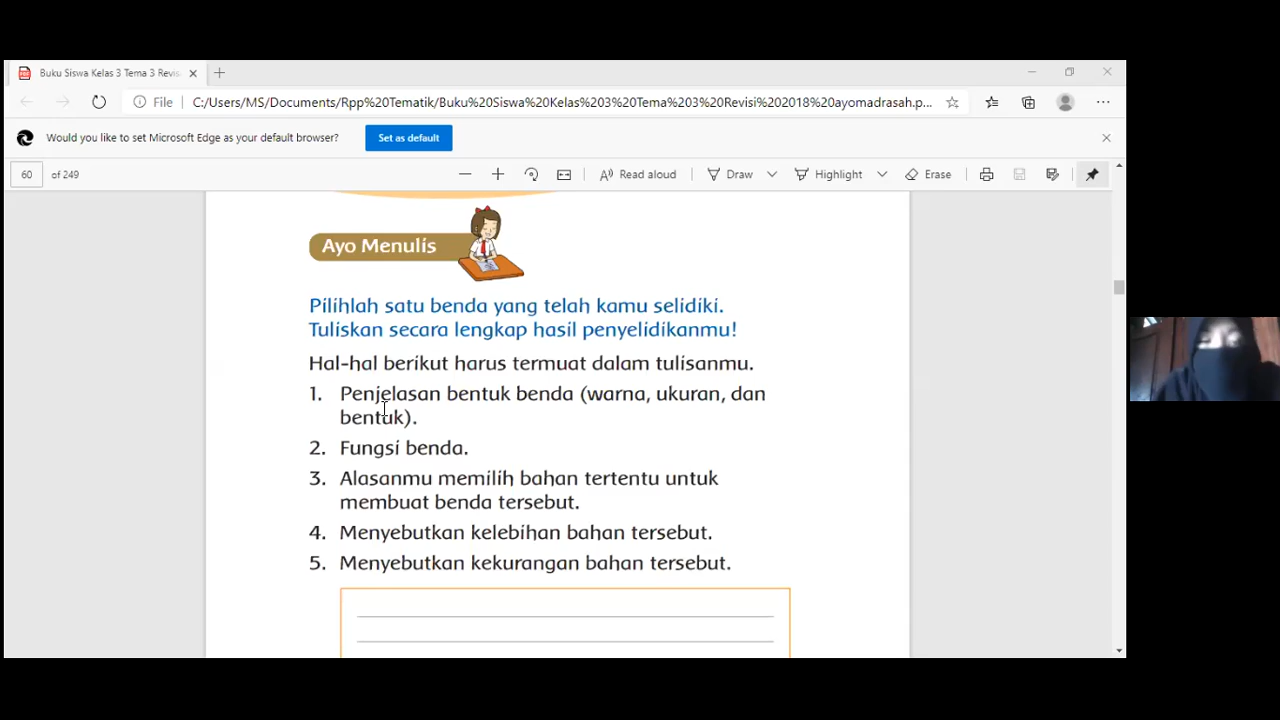 Buku Siswa Kelas 3 Tema 3 Revis
File C:/Users/MS/Documents/Rpp%20Tematik/Buku%20Siswa%20Kelas%203%20Tema%203%20Revisi%202018%20ayomadrasah.p...
Would you like to set Microsoft Edge as your default browser? Set as default
60 of 249 Read aloud Draw Highlight Erase
Ayo Menulis
Pilihlah satu benda yang telah kamu selidiki.
Tuliskan secara lengkap hasil penyelidikanmu!
Hal-hal berikut harus termuat dalam tulisanmu.
1. Penjelasan bentuk benda (warna, ukuran, dan
bentuk).
2. Fungsi benda.
3. Alasanmu memilih bahan tertentu untuk
membuat benda tersebut.
4. Menyebutkan kelebihan bahan tersebut.
5. Menyebutkan kekurangan bahan tersebut.